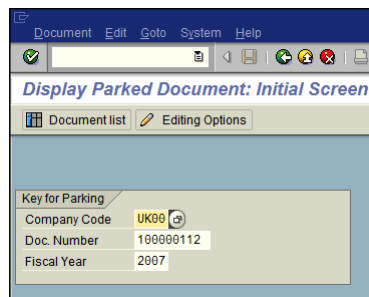 Document Edit Goto System Help
Display Parked Document: Initial Screen
Document list Editing Options
Key for Parking
Company Code UK00
Doc. Number 100000112
Fiscal Year 2007